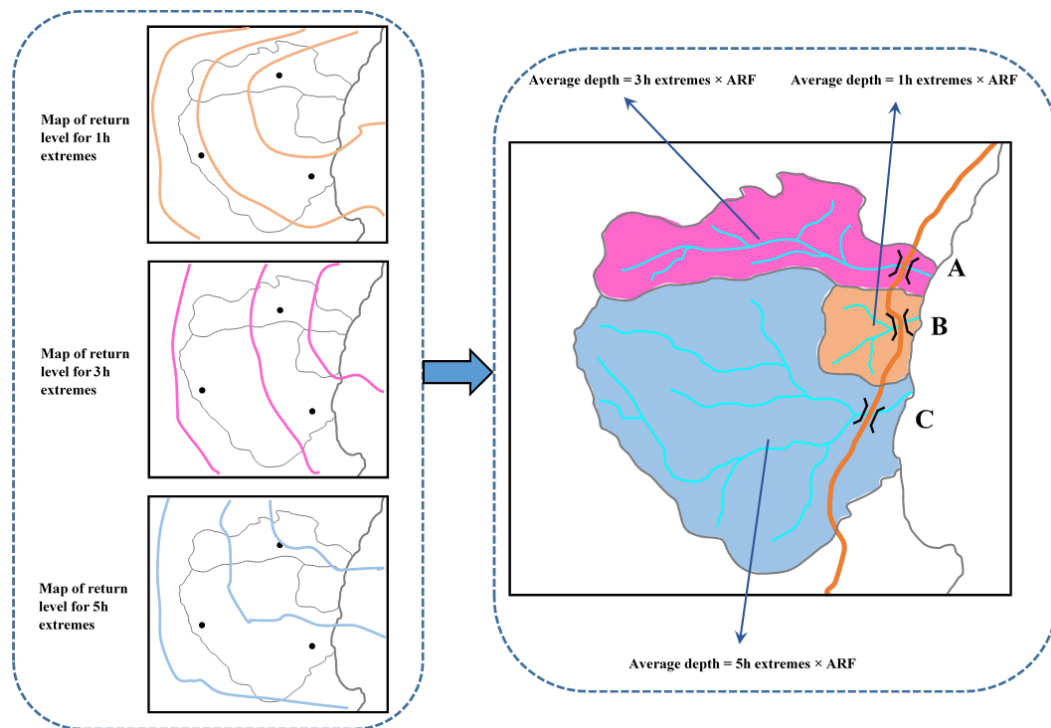 Map of return
level for 1h
extremes
Map of return
level for 3h
extremes
Map of return
level for 5h
extremes
Average depth = 3h extremes × ARF
Average depth = 1h extremes × ARF
A
B
C
Average depth = 5h extremes × ARF